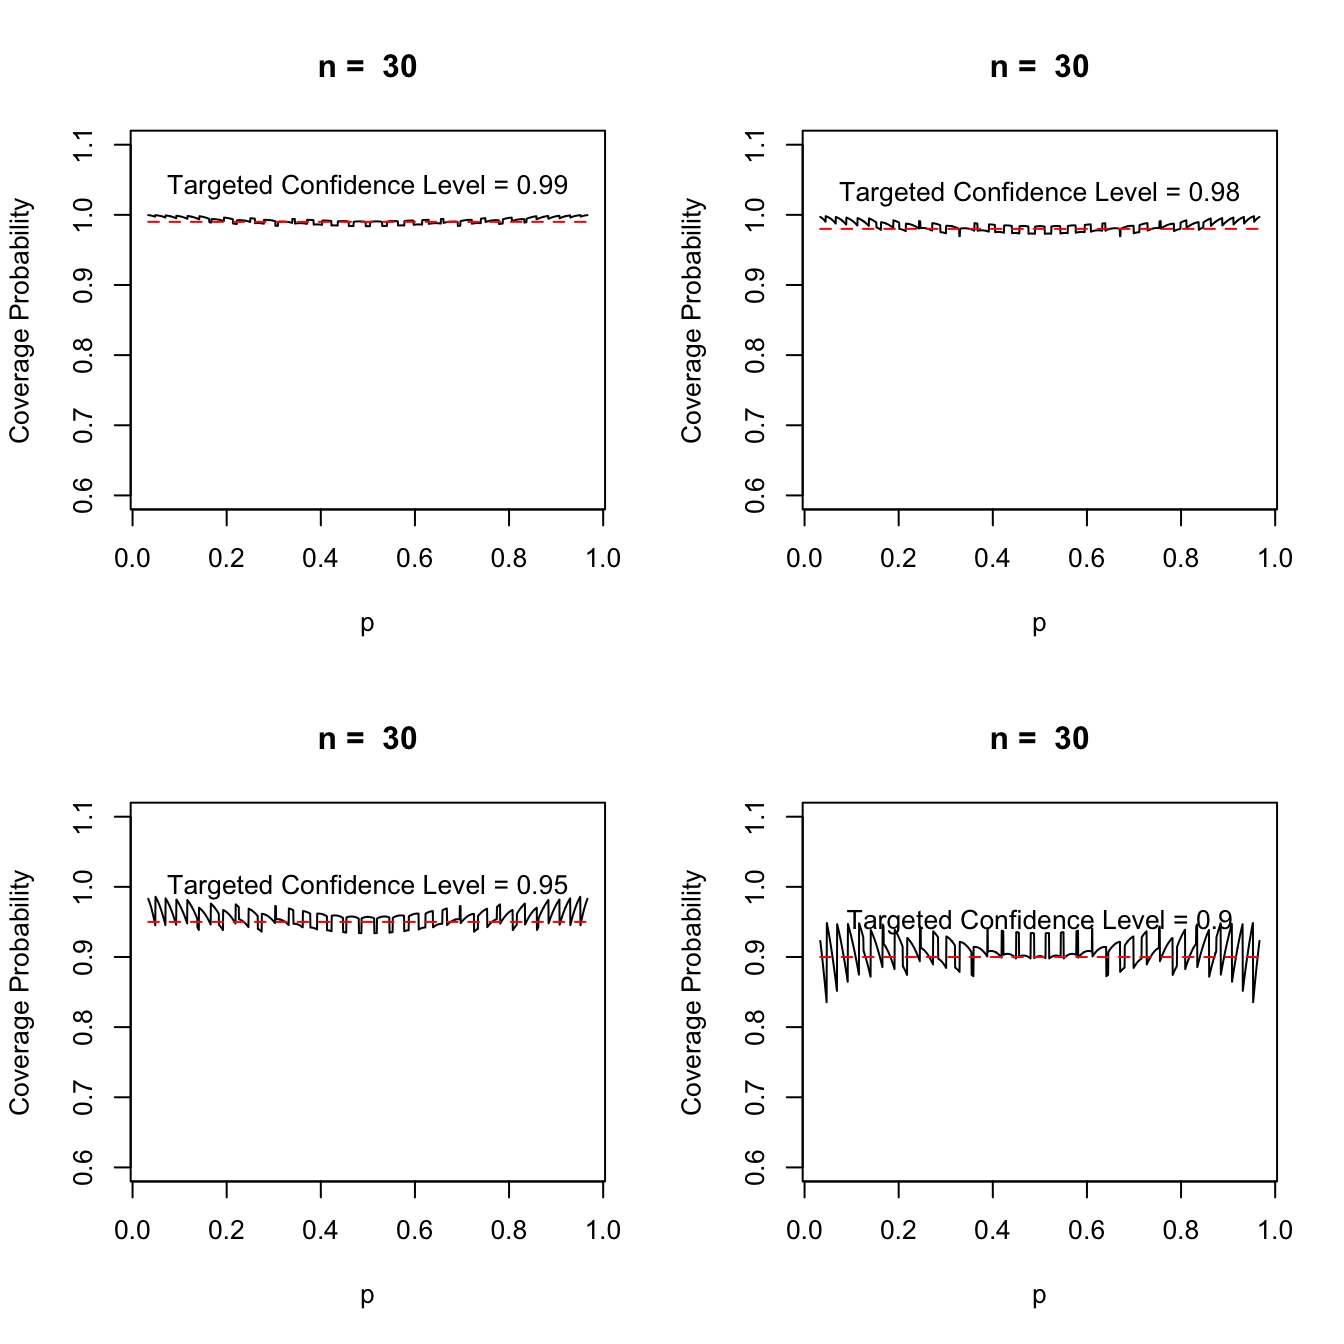 n = 30
Targeted Confidence Level = 0.99
Coverage Probability
1.1
1.0
0.9
0.8
0.7
0.6
0.0 0.2 0.4 0.6 0.8 1.0
p
n = 30
Targeted Confidence Level = 0.98
Coverage Probability
1.1
1.0
0.9
0.8
0.7
0.6
0.0 0.2 0.4 0.6 0.8 1.0
p
n = 30
Targeted Confidence Level = 0.95
Coverage Probability
1.1
1.0
0.9
0.8
0.7
0.6
0.0 0.2 0.4 0.6 0.8 1.0
p
n = 30
Targeted Confidence Level = 0.9
Coverage Probability
1.1
1.0
0.9
0.8
0.7
0.6
0.0 0.2 0.4 0.6 0.8 1.0
p